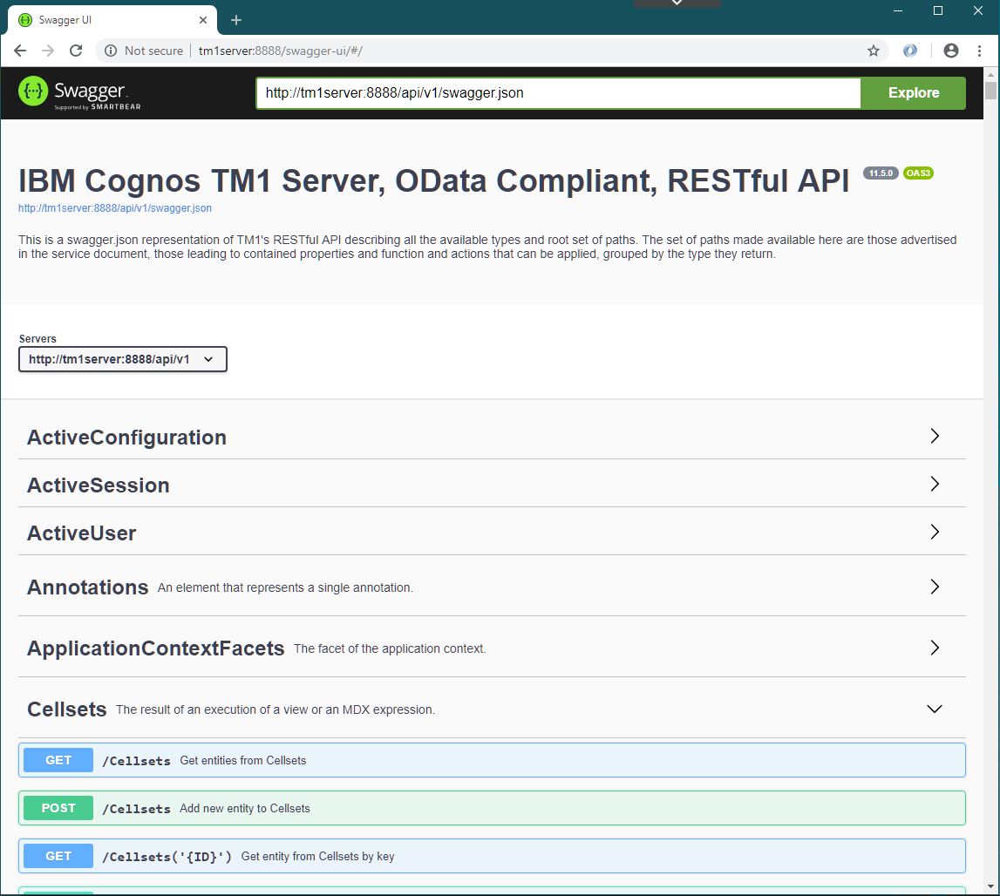 Swagger UI
Not secure | tm1server:8888/swagger-ui/#/
Swagger
Supported by SMARTBEAR
http://tm1server:8888/api/v1/swagger.json
Explore
IBM Cognos TM1 Server, OData Compliant, RESTful API 11.5.0 OAS3
http://tm1server:8888/api/v1/swagger.json
This is a swagger.json representation of TM1's RESTful API describing all the available types and root set of paths. The set of paths made available here are those advertised
in the service document, those leading to contained properties and function and actions that can be applied, grouped by the type they return.
Servers
http://tm1server:8888/api/v1
ActiveConfiguration
ActiveSession
ActiveUser
Annotations An element that represents a single annotation.
ApplicationContextFacets The facet of the application context.
Cellsets The result of an execution of a view or an MDX expression.
GET /Cellsets Get entities from Cellsets
POST /Cellsets Add new entity to Cellsets
GET /Cellsets('{ID}') Get entity from Cellsets by key